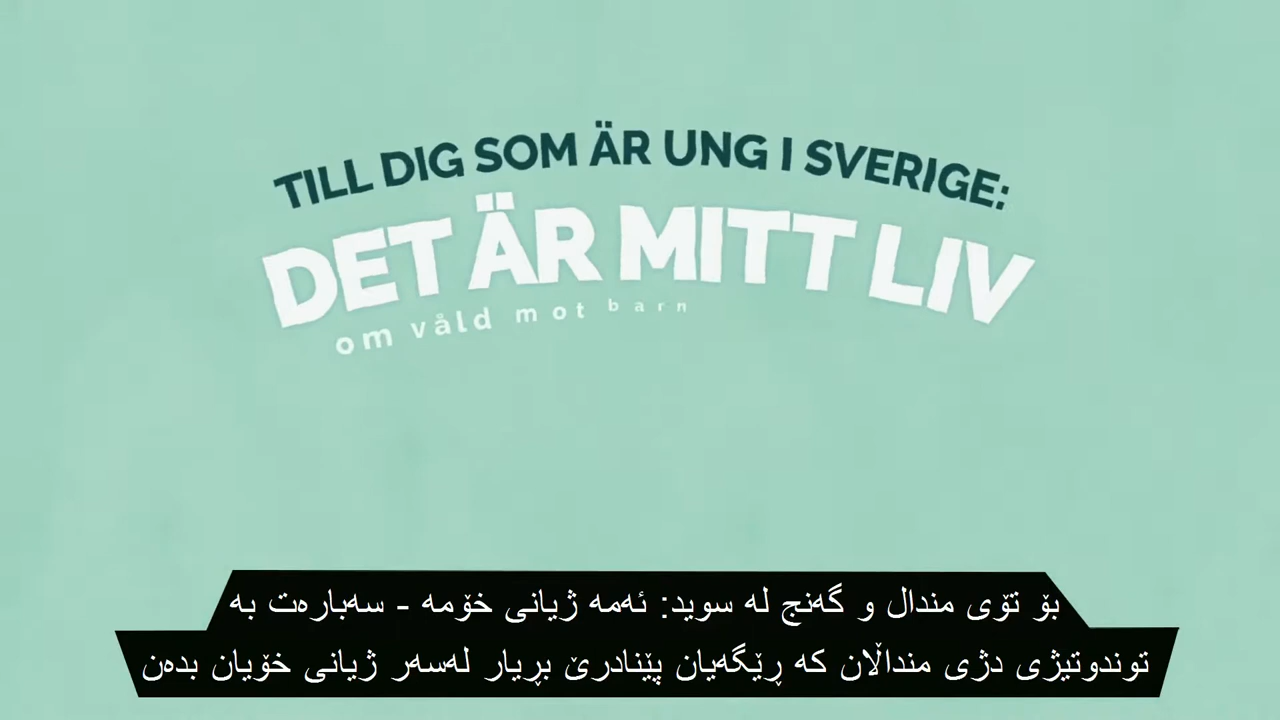 TILL DIG SOM ÄR UNG I SVERIGE:
DET ÄR MITT LIV
om våld mot barn
بۆ تۆی مندال و گەنج لە سوید: ئەمە ژیانی خۆمە - سەبارەت بە
توندوتیژی دژی منداڵان کە ڕێگەیان پێنادرێ بڕیار لەسەر ژیانی خۆیان بدەن